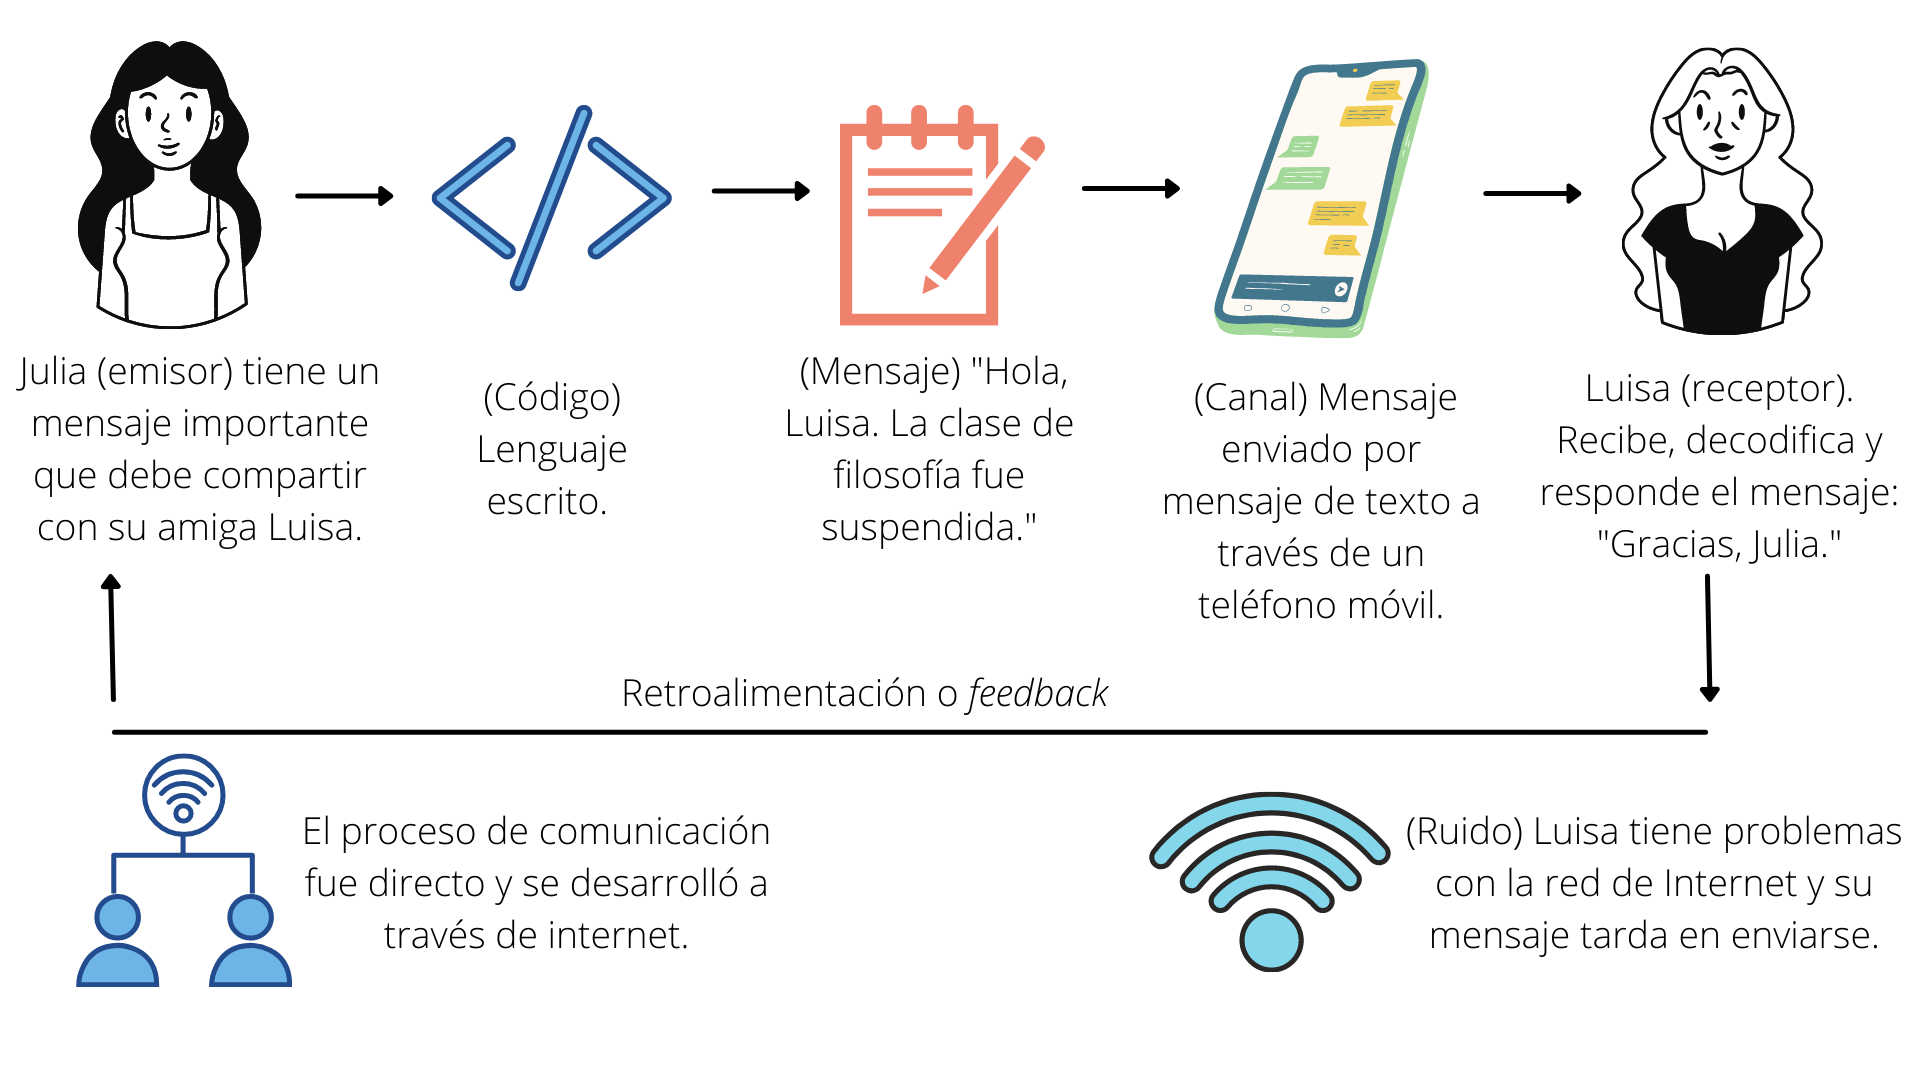 Julia (emisor) tiene un
mensaje importante
que debe compartir
con su amiga Luisa.
(Código)
Lenguaje
escrito.
(Mensaje) "Hola,
Luisa. La clase de
filosofía fue
suspendida."
(Canal) Mensaje
enviado por
mensaje de texto a
través de un
teléfono móvil.
Luisa (receptor).
Recibe, decodifica y
responde el mensaje:
"Gracias, Julia."
Retroalimentación o feedback
El proceso de comunicación
fue directo y se desarrolló a
través de internet.
(Ruido) Luisa tiene problemas
con la red de Internet y su
mensaje tarda en enviarse.